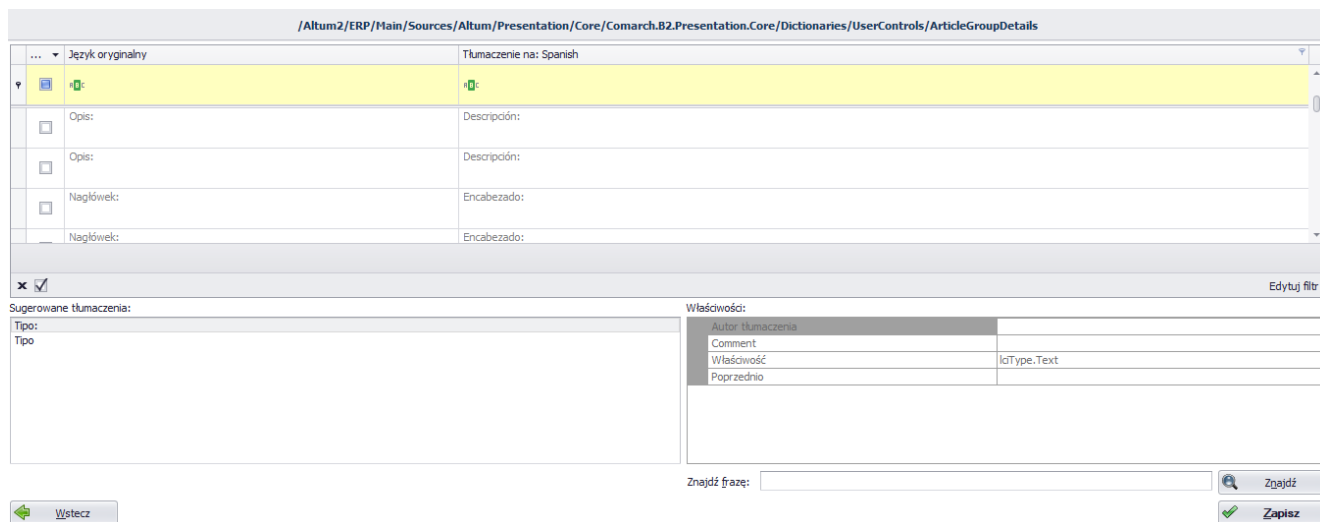 /Altum2/ERP/Main/Sources/Altum/Presentation/Core/Comarch.B2.Presentation.Core/Dictionaries/UserControls/ArticleGroupDetails
... Język oryginalny Tłumaczenie na: Spanish
ABC ABC
Opis: Descripción:
Opis: Descripción:
Nagłówek: Encabezado:
Nagłówek: Encabezado:
Edytuj filtr
Sugerowane tłumaczenia: Właściwości:
Tipo: Autor tłumaczenia
Tipo Comment
Właściwość lciType.Text
Poprzednio
Znajdź frazę: Znajdź
Wstecz Zapisz